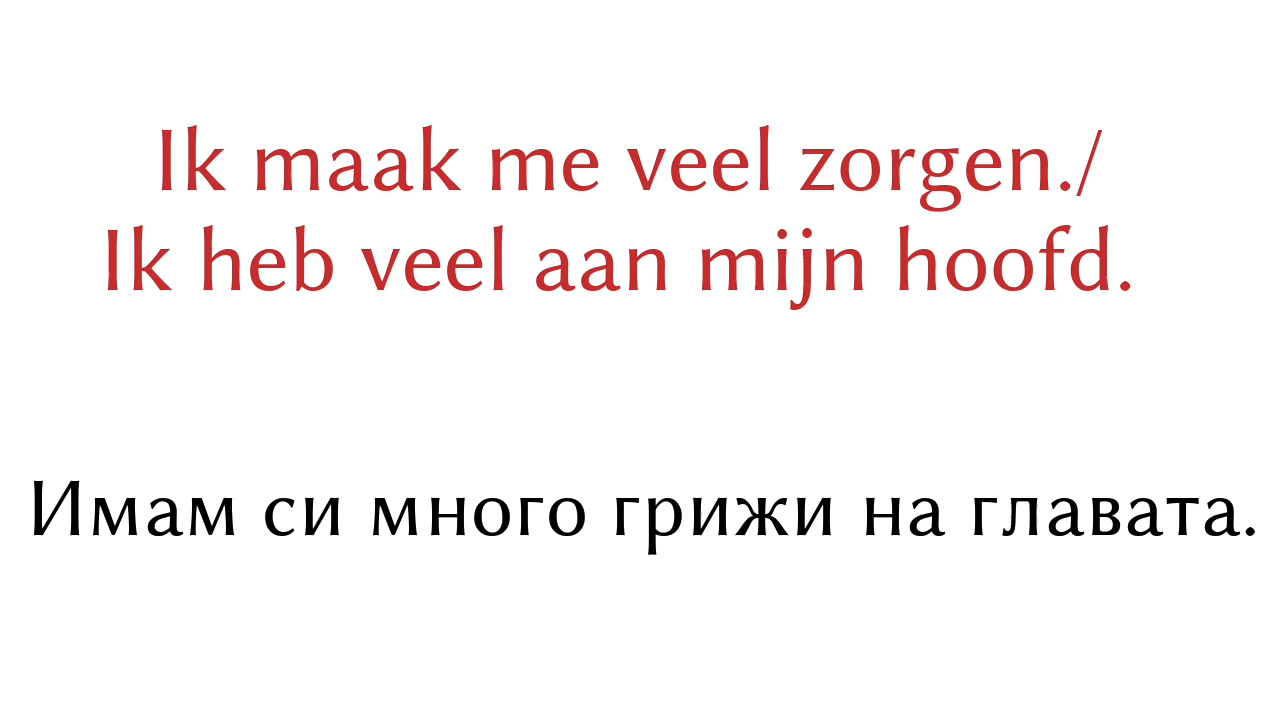 Ik maak me veel zorgen./
Ik heb veel aan mijn hoofd.
Имам си много грижи на главата.